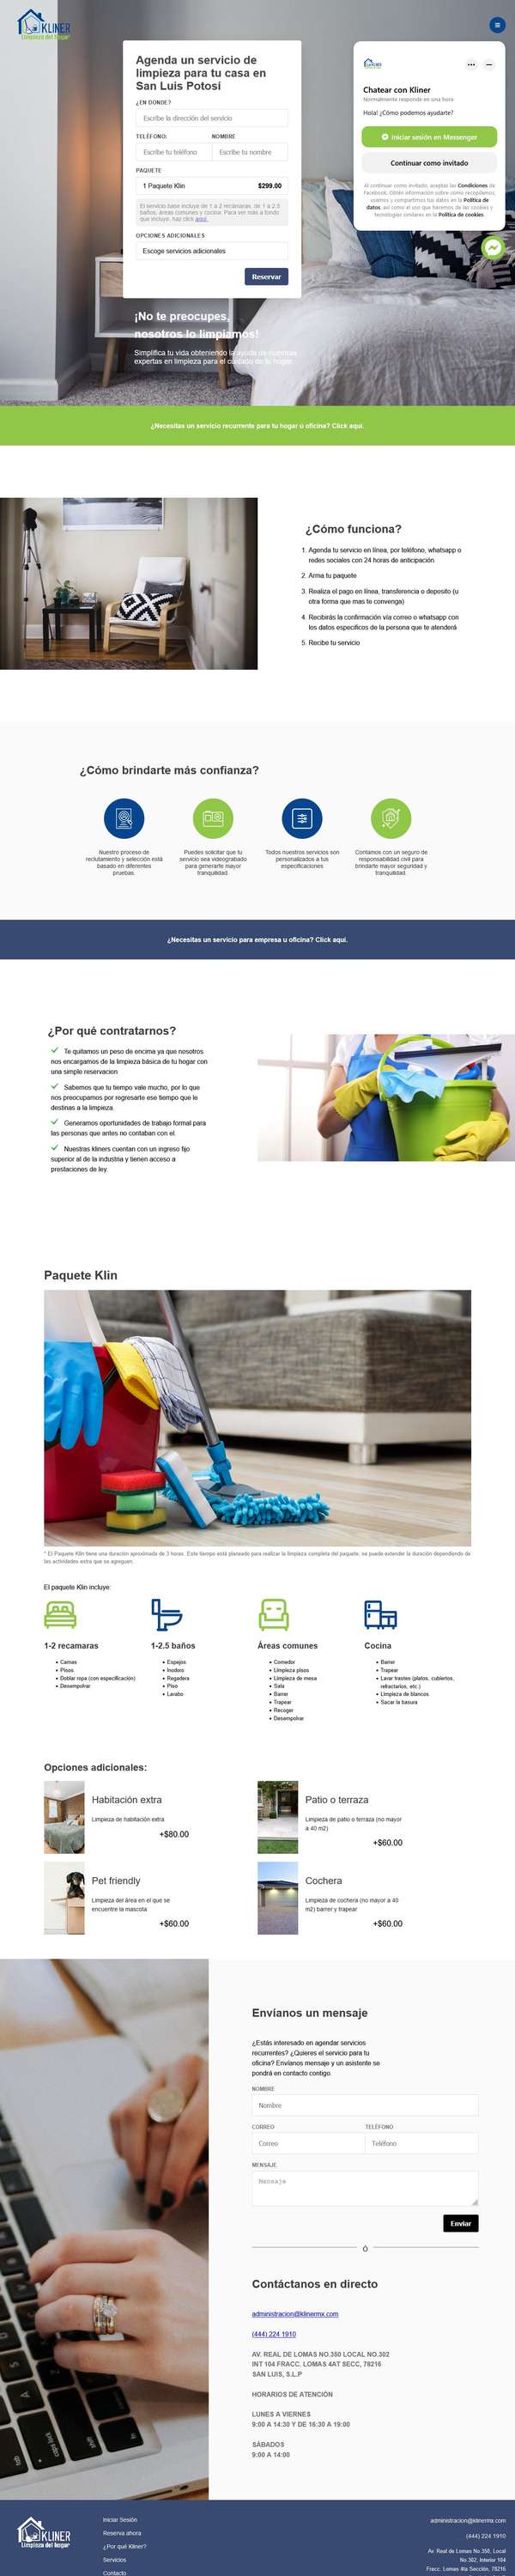 KLINER
Limpieza del hogar
Agenda un servicio de
limpieza para tu casa en
San Luis Potosí
¿EN DONDE?
Escribe la dirección del servicio
TELÉFONO:
NOMBRE
Escribe tu teléfono
Escribe tu nombre
PAQUETE
1 Paquete Klin
$299.00
El servicio base incluye de 1 a 2 recámaras, de 1 a 2.5
baños, áreas comunes y cocina. Para ver más a fondo
que incluye, haz click aquí.
OPCIONES ADICIONALES
Escoge servicios adicionales
Reservar
Chatear con Kliner
Normalmente responde en una hora
Hola! ¿Cómo podemos ayudarte?
Iniciar sesión en Messenger
Continuar como invitado
Al continuar como invitado, aceptas las Condiciones de
Facebook. Obtén información sobre cómo recopilamos,
usamos y compartimos tus datos en la Política de
datos, así como el uso que hacemos de las cookies y
tecnologías similares en la Política de cookies.
¡No te preocupes,
nosotros lo limpiamos!
Simplifica tu vida obteniendo la ayuda de nuestras
expertas en limpieza para el cuidado de tu hogar.
¿Necesitas un servicio recurrente para tu hogar u oficina? Click aquí.
¿Cómo funciona?
1. Agenda tu servicio en línea, por teléfono, whatsapp o
redes sociales con 24 horas de anticipación
2. Arma tu paquete
3. Realiza el pago en línea, transferencia o deposito (u
otra forma que mas te convenga)
4. Recibirás la confirmación vía correo o whatsapp con
los datos especificos de la persona que te atenderá
5. Recibe tu servicio
¿Cómo brindarte más confianza?
Nuestro proceso de
reclutamiento y selección está
basado en diferentes
pruebas.
Puedes solicitar que tu
servicio sea videograbado
para generarte mayor
tranquilidad.
Todos nuestros servicios son
personalizados a tus
especificaciones
Contamos con un seguro de
responsabilidad civil para
brindarte mayor seguridad y
tranquilidad.
¿Necesitas un servicio para empresa u oficina? Click aquí.
¿Por qué contratarnos?
Te quitamos un peso de encima ya que nosotros
nos encargamos de la limpieza básica de tu hogar con
una simple reservacion
Sabemos que tu tiempo vale mucho, por lo que
nos preocupamos por regresarte ese tiempo que le
destinas a la limpieza.
Generamos oportunidades de trabajo formal para
las personas que antes no contaban con el.
Nuestras kliners cuentan con un ingreso fijo
superior al de la industria y tienen acceso a
prestaciones de ley.
Paquete Klin
* El Paquete Klin tiene una duración aproximada de 3 horas. Este tiempo está planeado para realizar la limpieza completa del paquete, se puede extender la duración dependiendo de
las actividades extra que se agreguen.
El paquete Klin incluye:
1-2 recamaras
Camas
Pisos
Doblar ropa (con especificación)
Desempolvar
1-2.5 baños
Espejos
Inodoro
Regadera
Piso
Lavabo
Áreas comunes
Comedor
Limpieza pisos
Limpieza de mesa
Sala
Barrer
Trapear
Recoger
Desempolvar
Cocina
Barrer
Trapear
Lavar trastes (platos, cubiertos,
refractarios, etc.)
Limpieza de blancos
Sacar la basura
Opciones adicionales:
Habitación extra
Limpieza de habitación extra
+$80.00
Patio o terraza
Limpieza de patio o terraza (no mayor
a 40 m2)
+$60.00
Pet friendly
Limpieza del área en el que se
encuentre la mascota
+$60.00
Cochera
Limpieza de cochera (no mayor a 40
m2) barrer y trapear
+$60.00
Envíanos un mensaje
¿Estás interesado en agendar servicios
recurrentes? ¿Quieres el servicio para tu
oficina? Envíanos mensaje y un asistente se
pondrá en contacto contigo.
NOMBRE
Nombre
CORREO
TELÉFONO
Correo
Teléfono
MENSAJE
Mensaje
Enviar
Ó
Contáctanos en directo
administracion@klinermx.com
(444) 224 1910
AV. REAL DE LOMAS NO.350 LOCAL NO.302
INT 104 FRACC. LOMAS 4AT SECC, 78216
SAN LUIS, S.L.P
HORARIOS DE ATENCIÓN
LUNES A VIERNES
9:00 A 14:30 Y DE 16:30 A 19:00
SÁBADOS
9:00 A 14:00
KLINER
Limpieza del hogar
Iniciar Sesión
Reserva ahora
¿Por qué Kliner?
Servicios
Contacto
administracion@klinermx.com
(444) 224 1910
Av. Real de Lomas No.350, Local
No.302, Interior 104
Fracc. Lomas 4ta Sección, 78216